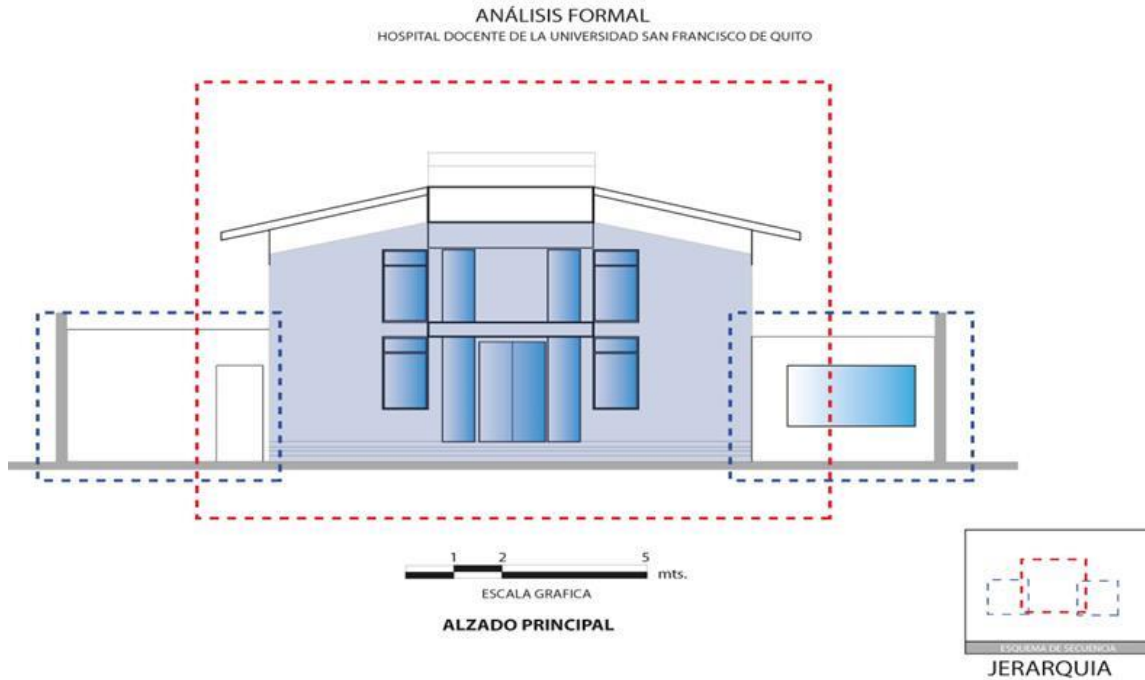 ANÁLISIS FORMAL
HOSPITAL DOCENTE DE LA UNIVERSIDAD SAN FRANCISCO DE QUITO
1 2 5
mts.
ESCALA GRAFICA
ALZADO PRINCIPAL
ESQUEMA DE SECUENCIA
JERARQUIA